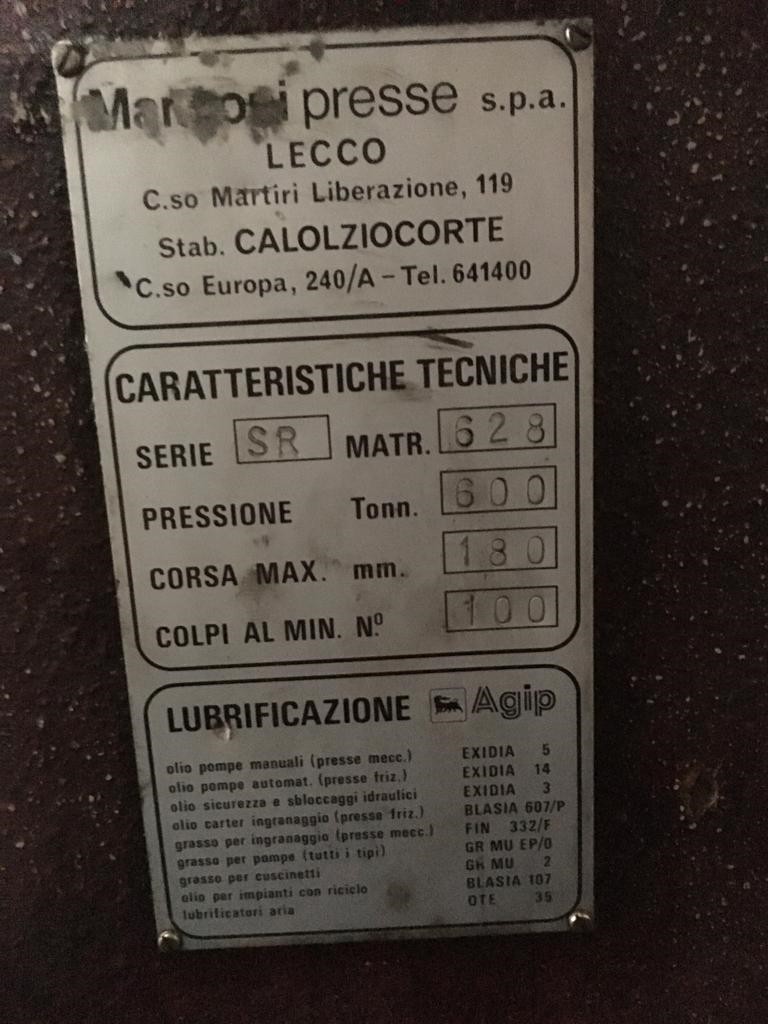 presse s.p.a.
LECCO
C.so Martiri Liberazione, 119
Stab. CALOLZIOCORTE
C.so Europa, 240/A – Tel. 641400
CARATTERISTICHE TECNICHE
SERIE SR MATR. 628
PRESSIONE Tonn. 600
CORSA MAX. mm. 180
COLPI AL MIN. N.º 100
LUBRIFICAZIONE Agip
olio pompe manuali (presse mecc.) EXIDIA 5
olio pompe automat. (presse friz.) EXIDIA 14
olio sicurezza e sbloccaggi idraulici EXIDIA 3
olio carter ingranaggio (presse friz.) BLASIA 607/P
grasso per ingranaggio (presse mecc.) FIN 332/F
grasso per pompe (tutti i tipi) GR MU EP/0
grasso per cuscinetti GR MU 2
olio per impianti con riciclo BLASIA 107
lubrificatori aria OTE 35